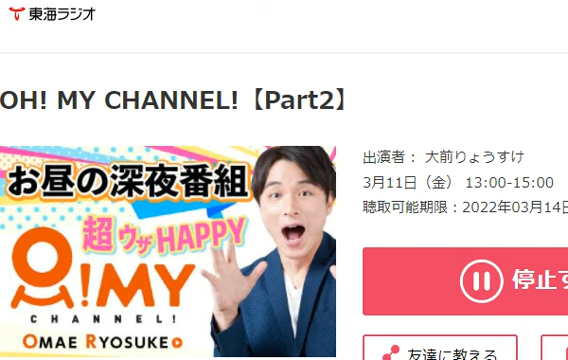 東海ラジオ
OH! MY CHANNEL!【Part2】
お昼の深夜番組
超ウザHAPPY
O!MY
CHANNEL!
OMAE RYOSUKE
出演者： 大前りょうすけ
3月11日（金） 13:00-15:00
聴取可能期限：2022年03月14日
停止す
友達に教える